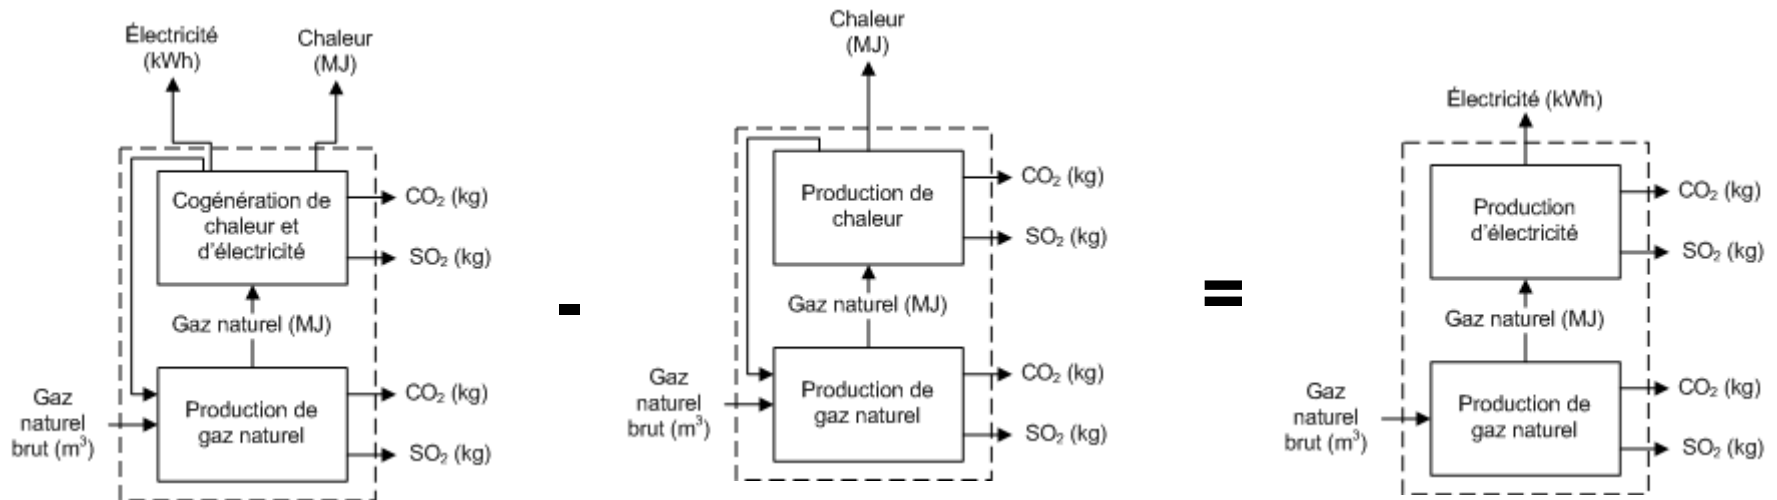 Électricité
(kWh)
Chaleur
(MJ)
Cogénération de
chaleur et
d'électricité
CO₂ (kg)
SO₂ (kg)
Gaz naturel (MJ)
Gaz
naturel
brut (m³)
Production de
gaz naturel
CO₂ (kg)
SO₂ (kg)
-
Chaleur
(MJ)
Production de
chaleur
CO₂ (kg)
SO₂ (kg)
Gaz naturel (MJ)
Gaz
naturel
brut (m³)
Production de
gaz naturel
CO₂ (kg)
SO₂ (kg)
=
Électricité (kWh)
Production
d'électricité
CO₂ (kg)
SO₂ (kg)
Gaz naturel (MJ)
Gaz
naturel
brut (m³)
Production de
gaz naturel
CO₂ (kg)
SO₂ (kg)